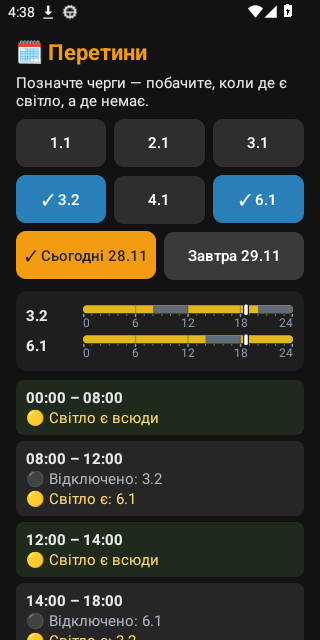 4:38
Перетини
Позначте черги — побачите, коли де є
світло, а де немає.
1.1 2.1 3.1
✓ 3.2 4.1 ✓ 6.1
✓ Сьогодні 28.11 Завтра 29.11
3.2
0 6 12 18 24
6.1
0 6 12 18 24
00:00 – 08:00
Світло є всюди
08:00 – 12:00
Відключено: 3.2
Світло є: 6.1
12:00 – 14:00
Світло є всюди
14:00 – 18:00
Відключено: 6.1
Світло є: 3.2